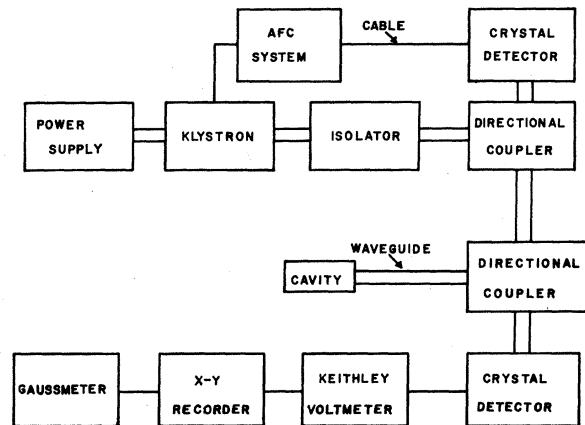 AFC
SYSTEM
CABLE
CRYSTAL
DETECTOR
POWER
SUPPLY
KLYSTRON
ISOLATOR
DIRECTIONAL
COUPLER
WAVEGUIDE
CAVITY
DIRECTIONAL
COUPLER
GAUSSMETER
X-Y
RECORDER
KEITHLEY
VOLTMETER
CRYSTAL
DETECTOR